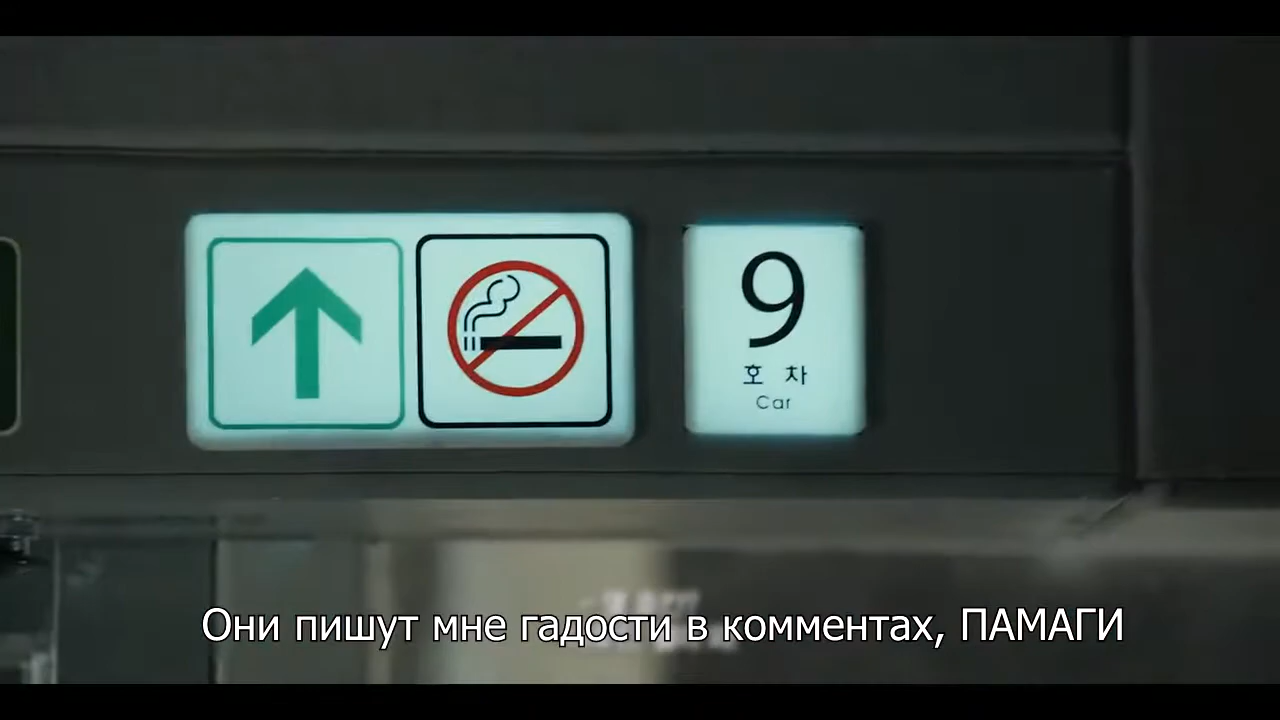 9
호 차
Car
Они пишут мне гадости в комментах, ПАМАГИ